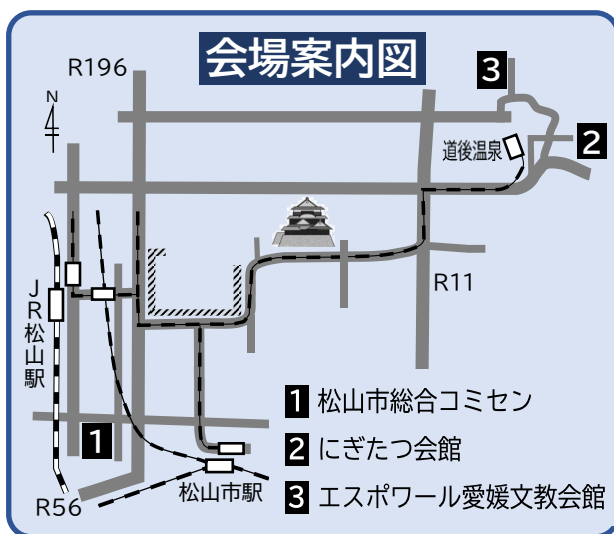 会場案内図
R196
3
N
2
道後温泉
JR松山駅
R11
1
松山市駅
R56
1 松山市総合コミセン
2 にぎたつ会館
3 エスポワール愛媛文教会館